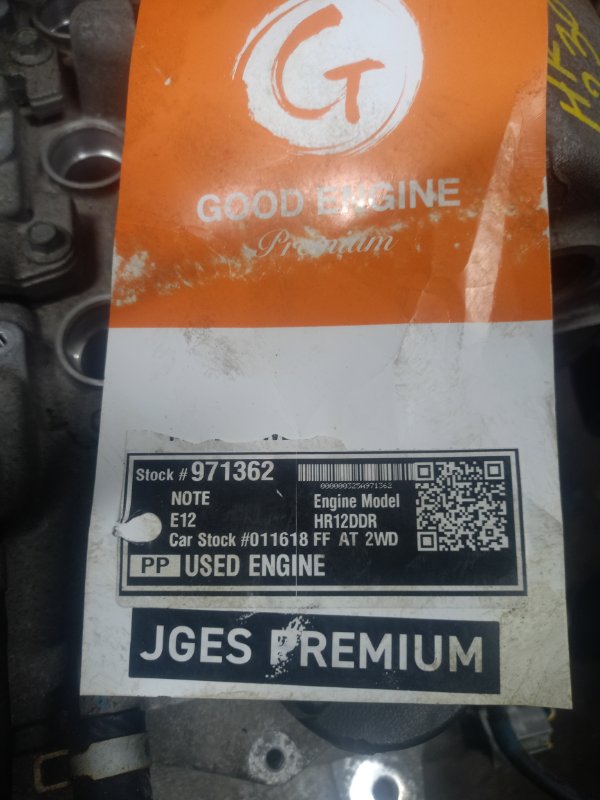 G
GOOD ENGINE
Premium
Stock # 971362
000000325A971362
NOTE
Engine Model
E12
HR12DDR
Car Stock #011618 FF AT 2WD
PP USED ENGINE
JGES PREMIUM